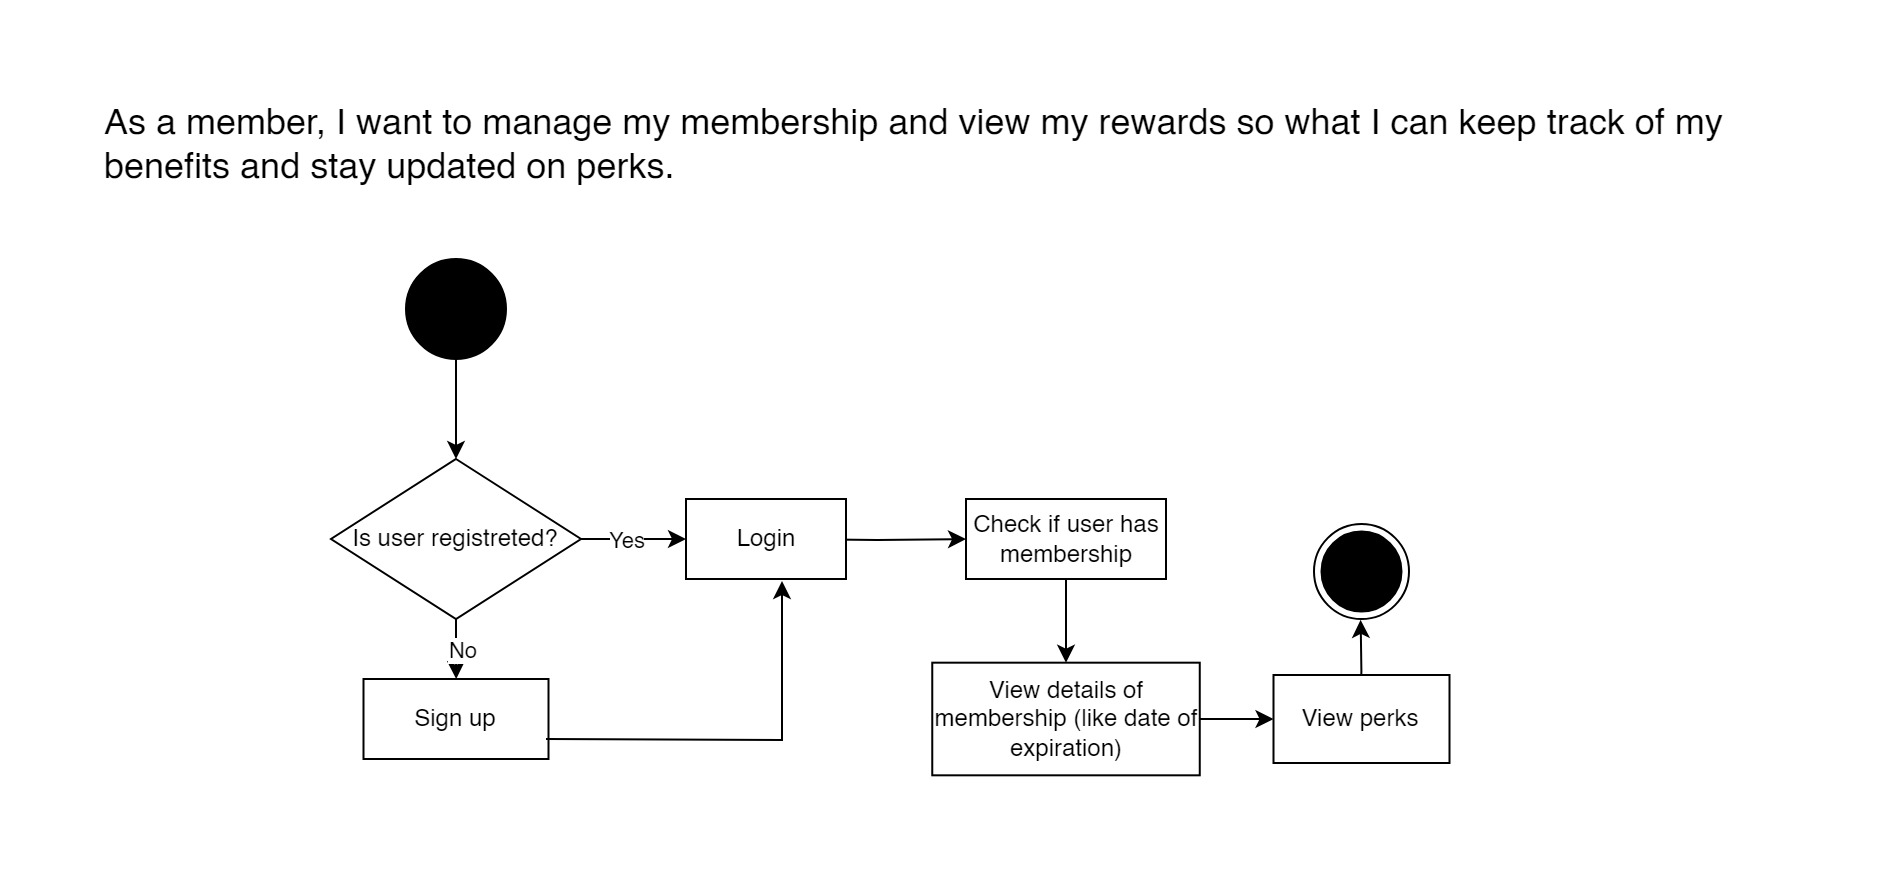 As a member, I want to manage my membership and view my rewards so what I can keep track of my
benefits and stay updated on perks.
Is user registreted?
Yes
Login
Check if user has
membership
No
Sign up
View details of
membership (like date of
expiration)
View perks